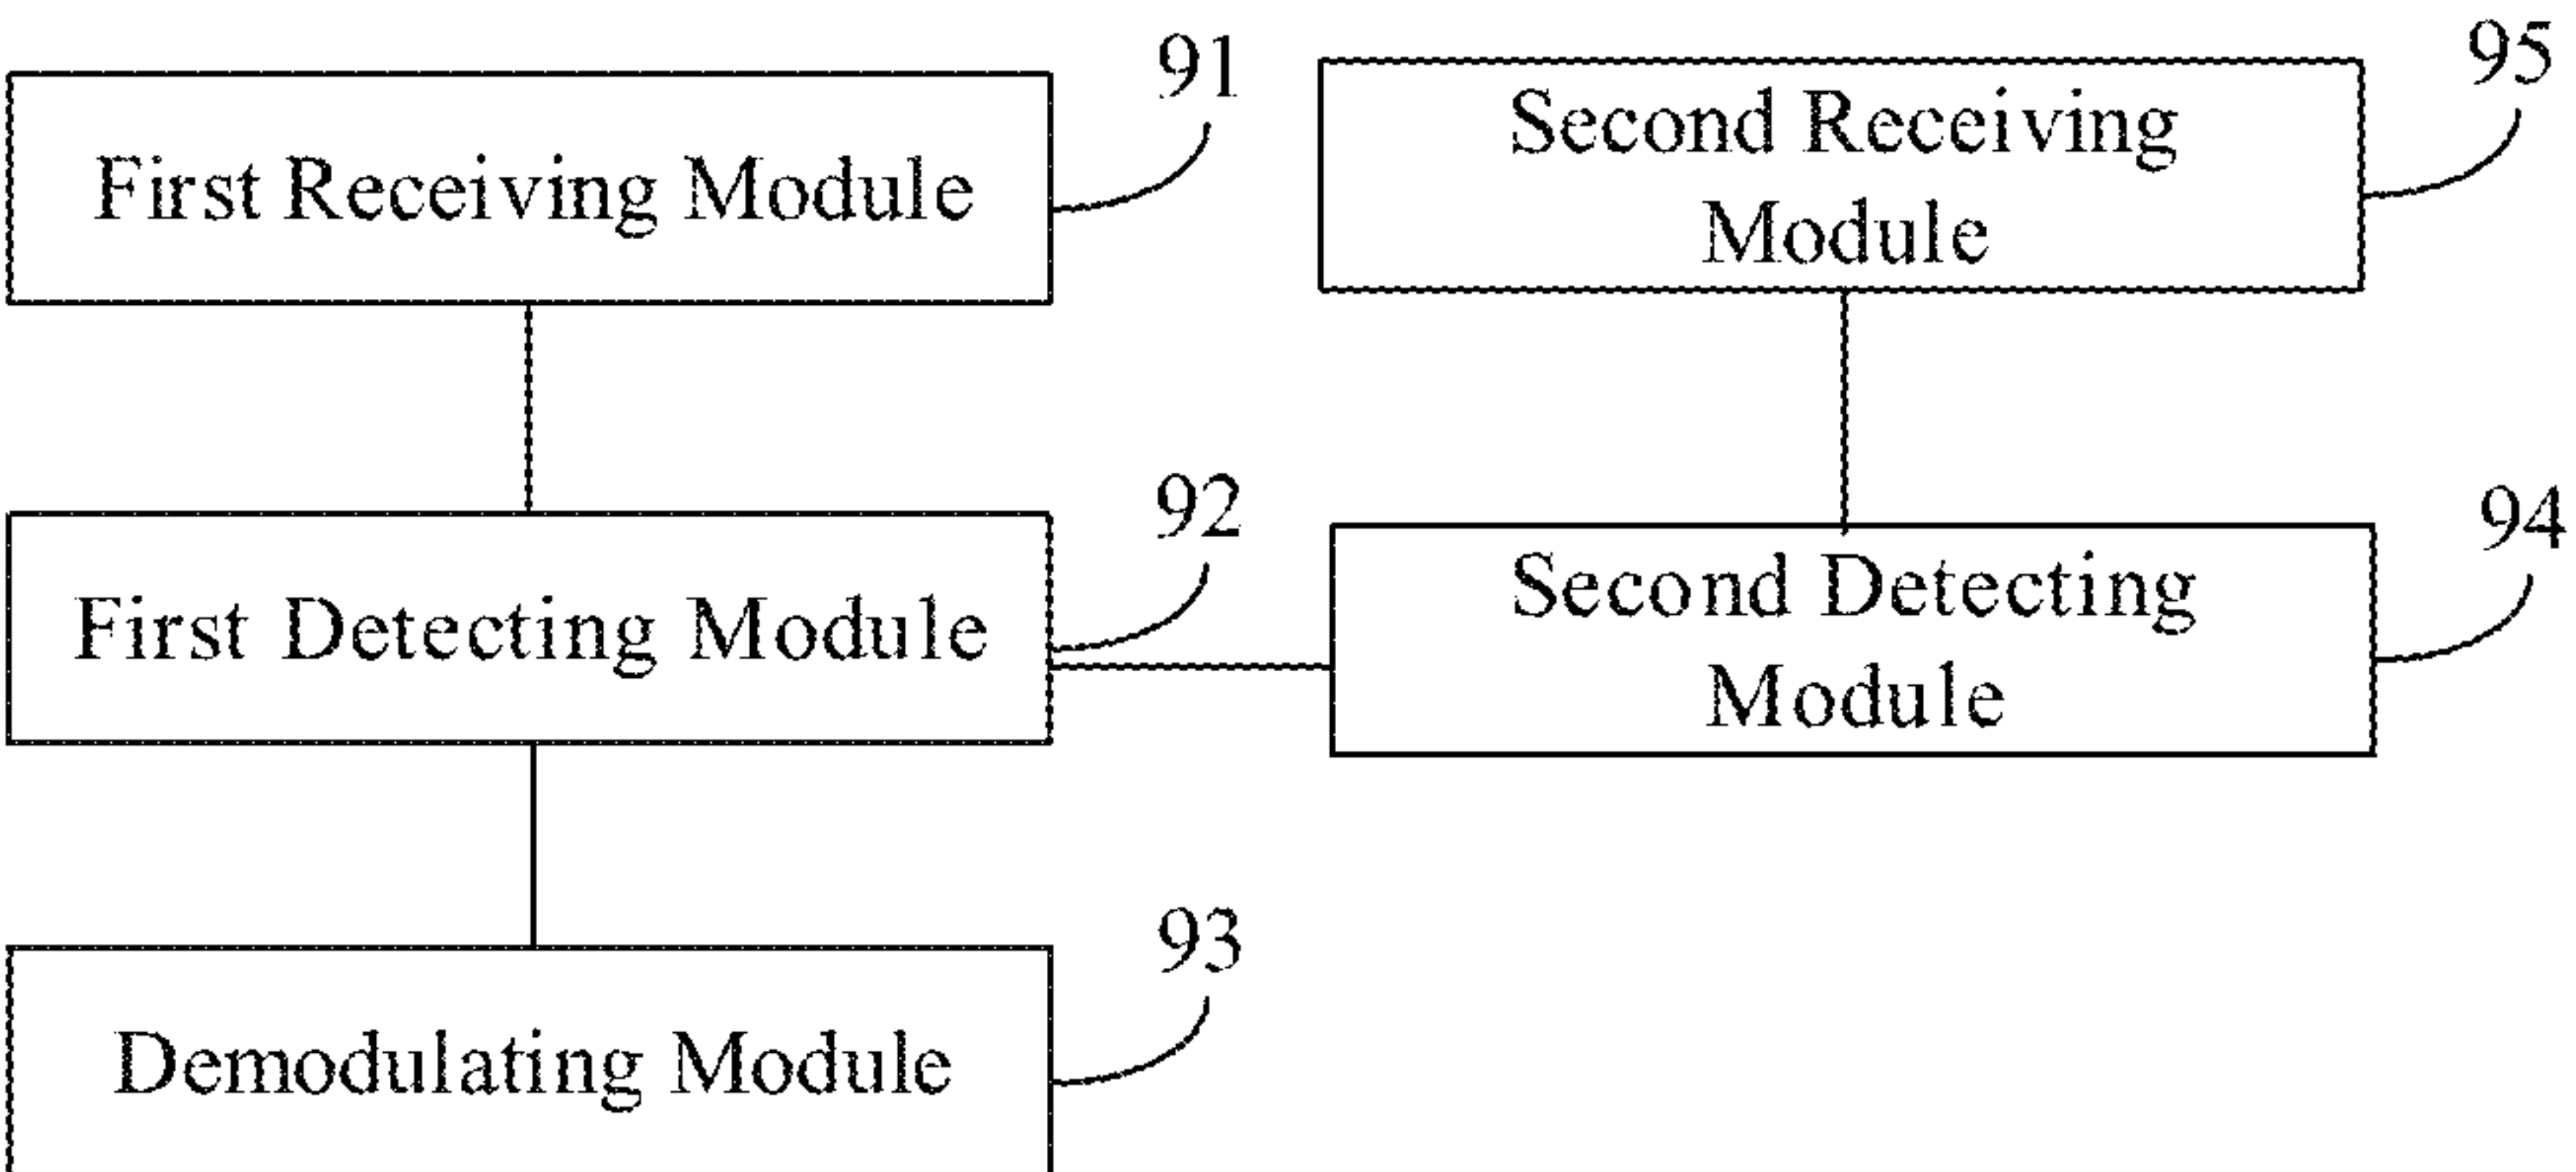 91
First Receiving Module
95
Second Receiving
Module
92
First Detecting Module
94
Second Detecting
Module
93
Demodulating Module